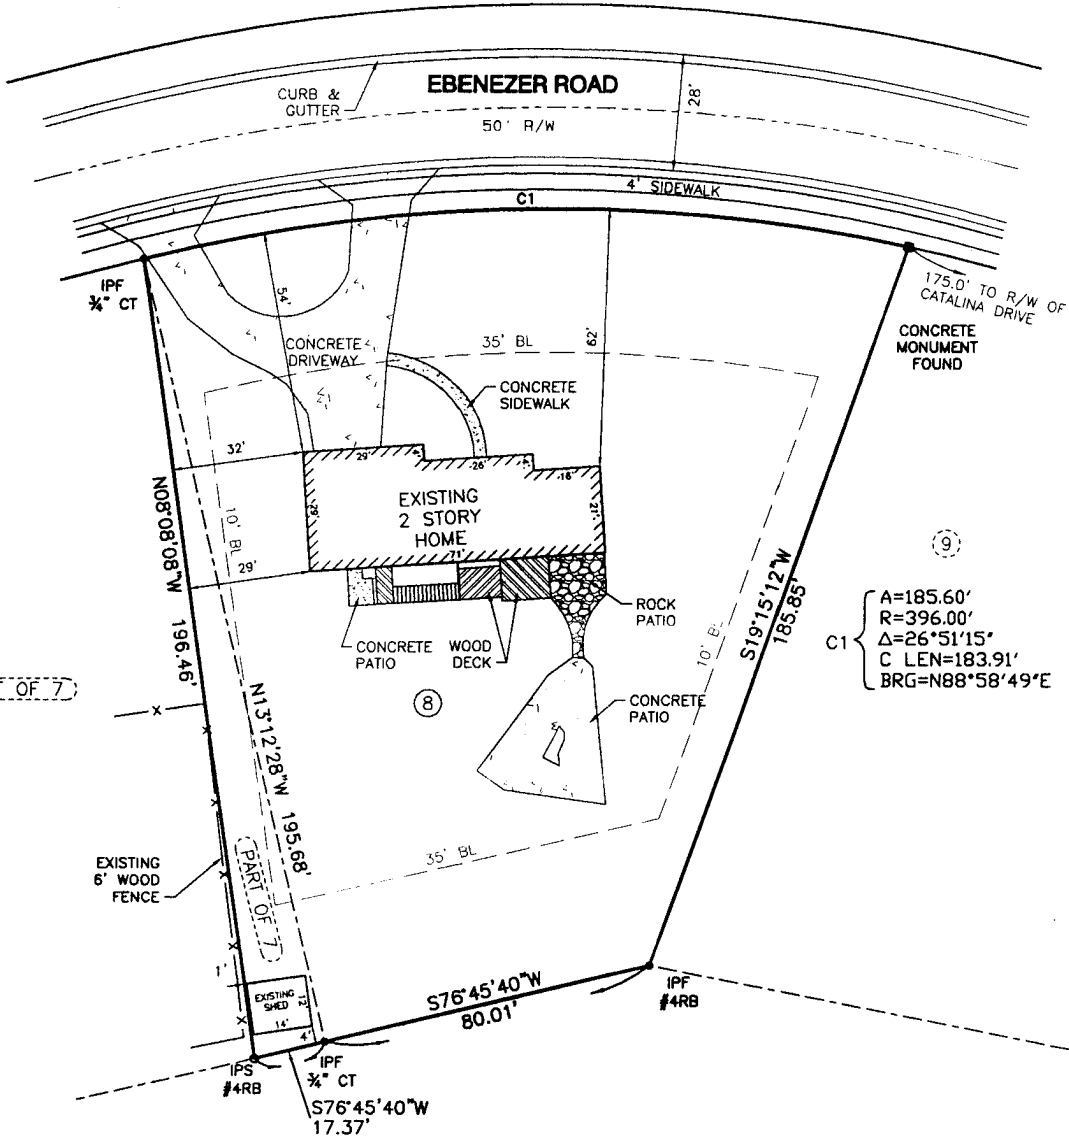 EBENEZER ROAD
CURB &
GUTTER
28'
50' R/W
4' SIDEWALK
C1
IPF
¾" CT
175.0' TO R/W OF
CATALINA DRIVE
CONCRETE
MONUMENT
FOUND
54'
62'
35' BL
CONCRETE
DRIVEWAY
CONCRETE
SIDEWALK
32'
29'
4'
26'
4'
16'
EXISTING
2 STORY
HOME
29'
21'
71'
N08°08'08"W 196.46'
10' BL
29'
9
S19°15'12"W
185.85'
10' BL
C1
A=185.60'
R=396.00'
Δ=26°51'15"
C LEN=183.91'
BRG=N88°58'49"E
ROCK
PATIO
CONCRETE
PATIO
WOOD
DECK
OF 7
8
CONCRETE
PATIO
N13°12'28"W 195.68'
X
X
X
X
X
X
35' BL
EXISTING
6' WOOD
FENCE
PART OF 7
1'
EXISTING
SHED
12'
14'
4'
S76°45'40"W
80.01'
IPF
#4RB
IPS
#4RB
IPF
¾" CT
S76°45'40"W
17.37'